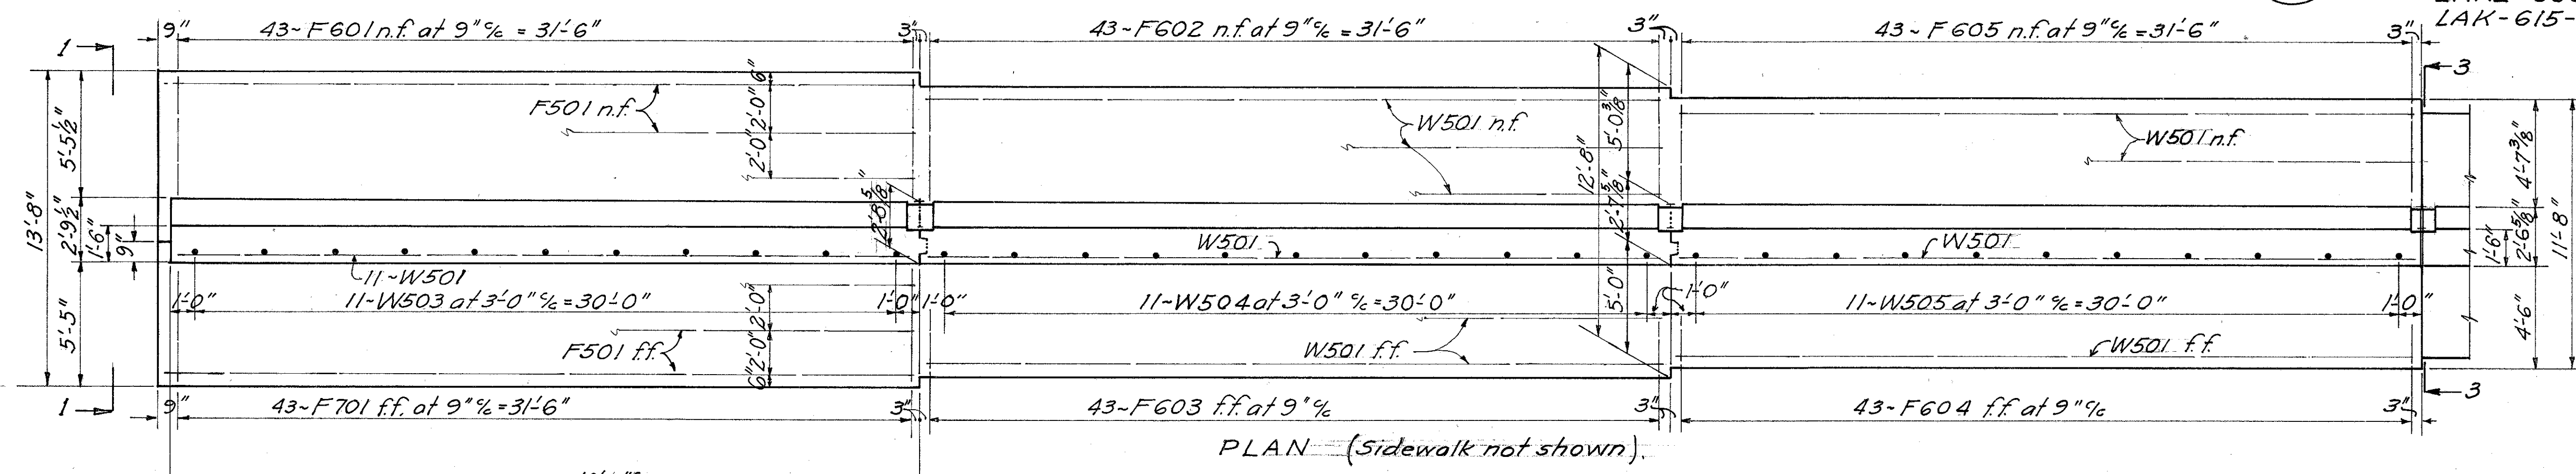 LAK-615-
9"
43~F601 n.f. at 9" c/c = 31'-6"
3"
43~F602 n.f. at 9" c/c = 31'-6"
3"
43~F605 n.f. at 9" c/c = 31'-6"
3"
1
3
6"
2'-0"
2'-0"
F501 n.f.
W501 n.f.
W501 n.f.
5'-0 3/8"
12'-8"
5'-5 1/2"
4'-7 3/8"
13'-8"
2'-9 1/2"
1'-6"
9"
2'-8 5/8"
2'-7 5/8"
1'-6"
2'-6 5/8"
11'-8"
11~W501
W501
W501
1'-0"
11~W503 at 3'-0" c/c = 30'-0"
1'-0"
1'-0"
11~W504 at 3'-0" c/c = 30'-0"
1'-0"
11~W505 at 3'-0" c/c = 30'-0"
1'-0"
5'-5"
2'-0"
2'-0"
6"
5'-0"
4'-6"
F501 f.f.
W501 f.f.
W501 f.f.
1
3
9"
43~F701 f.f. at 9" c/c = 31'-6"
3"
43~F603 f.f. at 9" c/c
3"
43~F604 f.f. at 9" c/c
3"
PLAN (Sidewalk not shown).